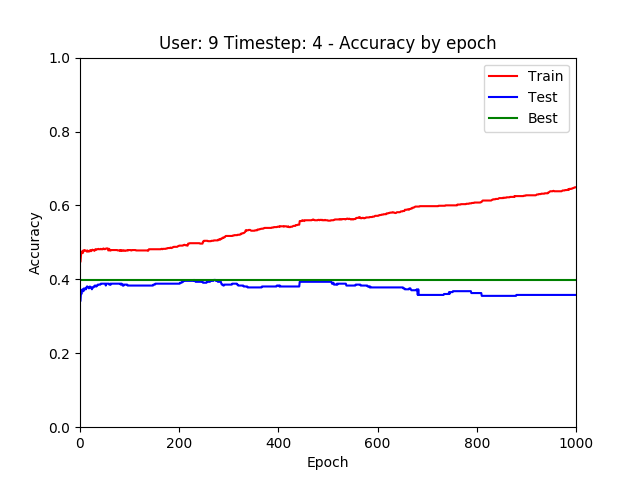 User: 9 Timestep: 4 - Accuracy by epoch
1.0
0.8
0.6
0.4
0.2
0.0
Accuracy
Train
Test
Best
0 200 400 600 800 1000
Epoch